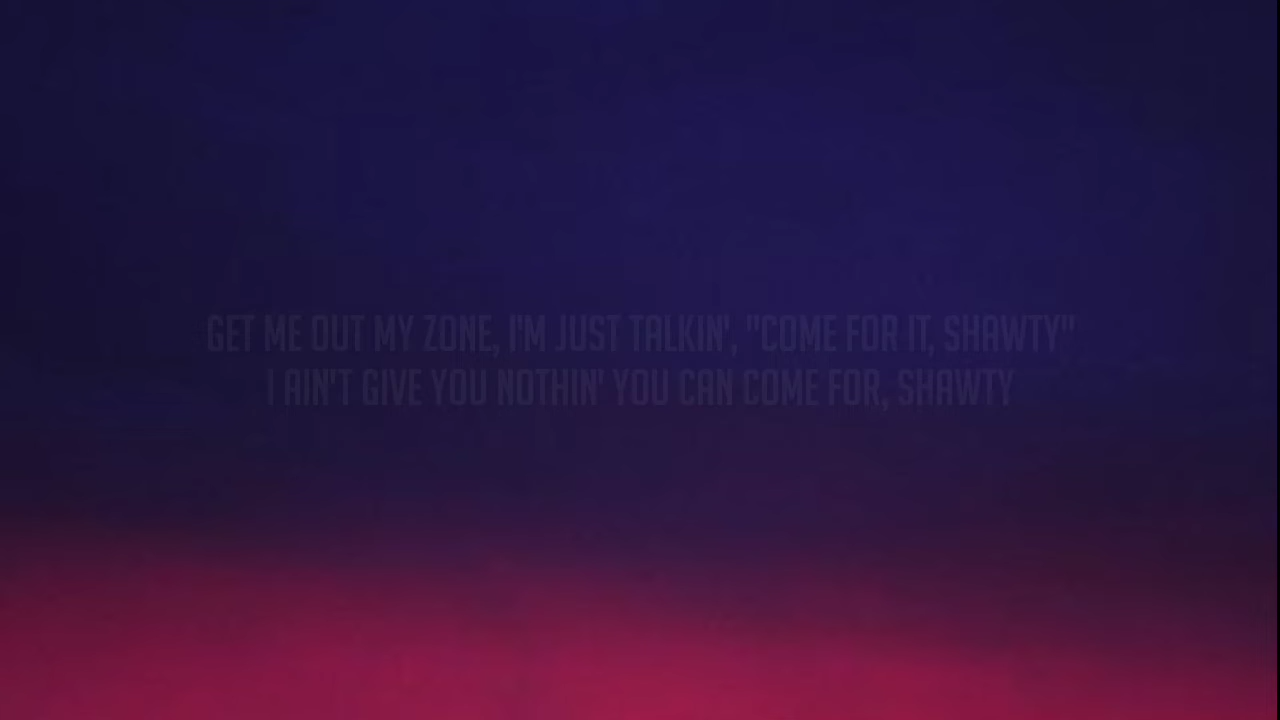 GET ME OUT MY ZONE, I'M JUST TALKIN', "COME FOR IT, SHAWTY"
I AIN'T GIVE YOU NOTHIN' YOU CAN COME FOR, SHAWTY